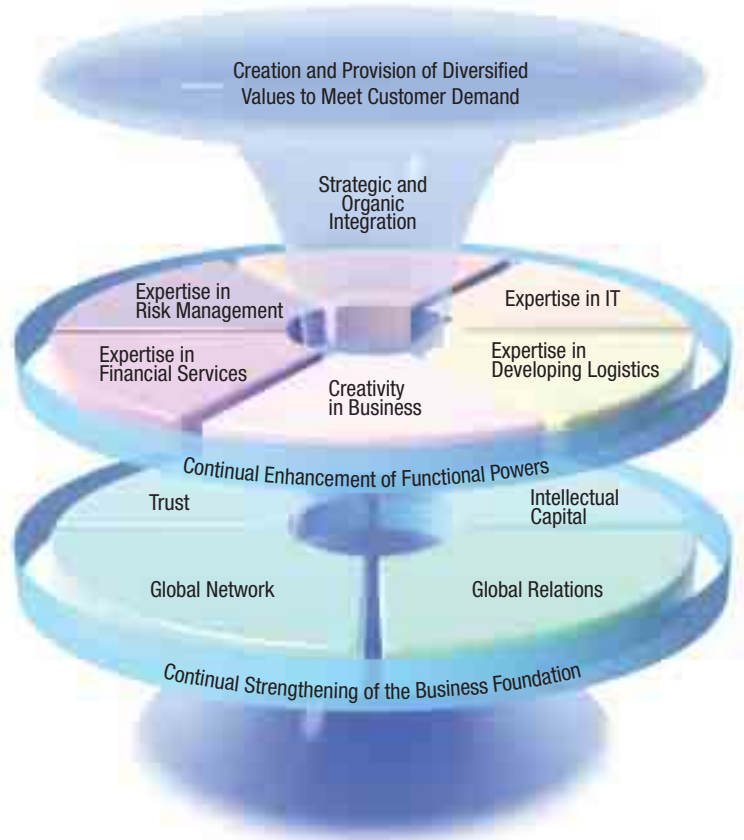 Creation and Provision of Diversified
Values to Meet Customer Demand
Strategic and
Organic
Integration
Expertise in
Risk Management
Expertise in IT
Expertise in
Financial Services
Expertise in
Developing Logistics
Creativity
in Business
Continual Enhancement of Functional Powers
Trust
Intellectual
Capital
Global Network
Global Relations
Continual Strengthening of the Business Foundation